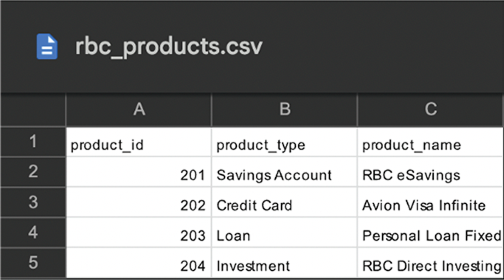 rbc_products.csv
A B C
1 product_id product_type product_name
2 201 Savings Account RBC eSavings
3 202 Credit Card Avion Visa Infinite
4 203 Loan Personal Loan Fixed
5 204 Investment RBC Direct Investing